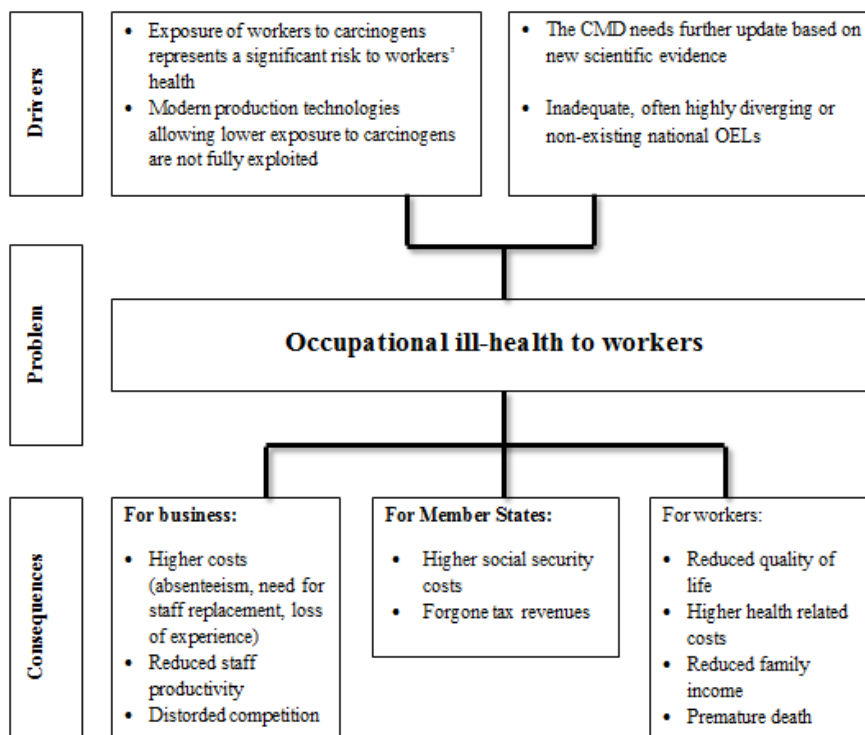 Drivers
• Exposure of workers to carcinogens
represents a significant risk to workers'
health
• Modern production technologies
allowing lower exposure to carcinogens
are not fully exploited
• The CMD needs further update based on
new scientific evidence
• Inadequate, often highly diverging or
non-existing national OELs
Problem
Occupational ill-health to workers
Consequences
For business:
• Higher costs
(absenteeism, need for
staff replacement, loss
of experience)
• Reduced staff
productivity
• Distorded competition
For Member States:
• Higher social security
costs
• Forgone tax revenues
For workers:
• Reduced quality of
life
• Higher health related
costs
• Reduced family
income
• Premature death